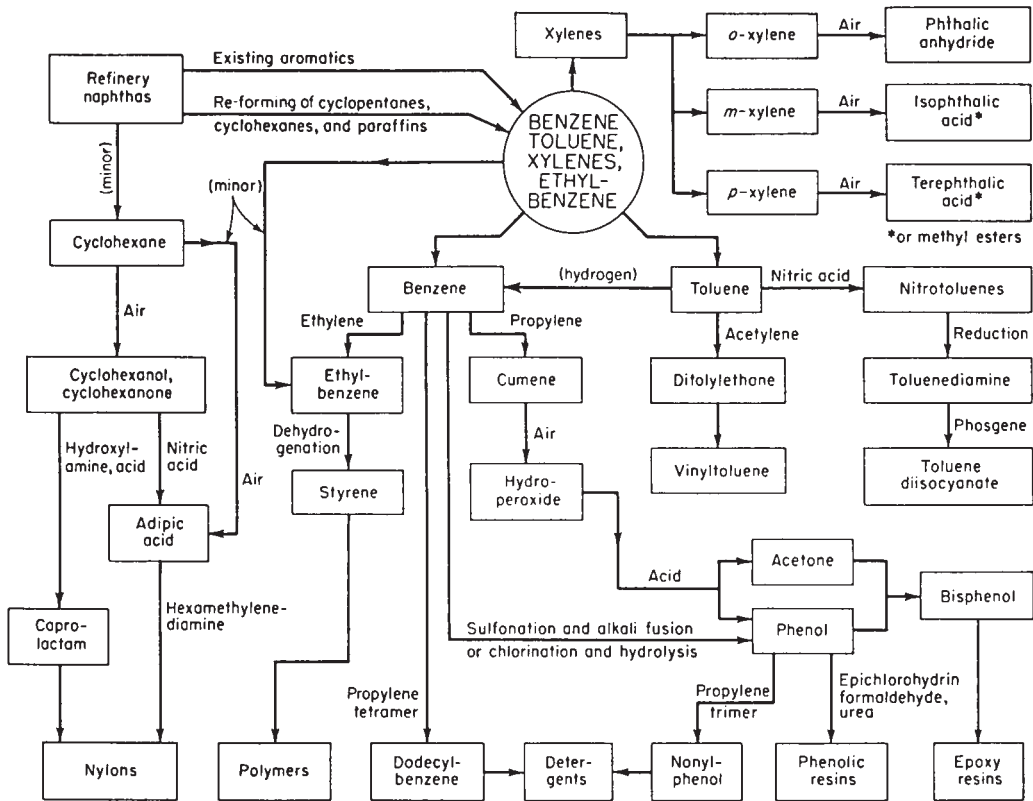 Xylenes
o-xylene
Air
Phthalic
anhydride
Refinery
naphthas
Existing aromatics
Re-forming of cyclopentanes,
cyclohexanes, and paraffins
BENZENE
TOLUENE,
XYLENES,
ETHYL-
BENZENE
m-xylene
Air
Isophthalic
acid*
p-xylene
Air
Terephthalic
acid*
*or methyl esters
(minor)
(minor)
Cyclohexane
Benzene
(hydrogen)
Toluene
Nitric acid
Nitrotoluenes
Air
Ethylene
Propylene
Acetylene
Reduction
Cyclohexanol,
cyclohexanone
Ethyl-
benzene
Cumene
Ditolylethane
Toluenediamine
Hydroxyl-
amine, acid
Nitric
acid
Air
Dehydro-
genation
Air
Phosgene
Styrene
Hydro-
peroxide
Vinyltoluene
Toluene
diisocyanate
Adipic
acid
Acid
Acetone
Bisphenol
Capro-
lactam
Hexamethylene-
diamine
Sulfonation and alkali fusion
or chlorination and hydrolysis
Phenol
Propylene
tetramer
Propylene
trimer
Epichlorohydrin
formaldehyde,
urea
Nylons
Polymers
Dodecyl-
benzene
Deter-
gents
Nonyl-
phenol
Phenolic
resins
Epoxy
resins